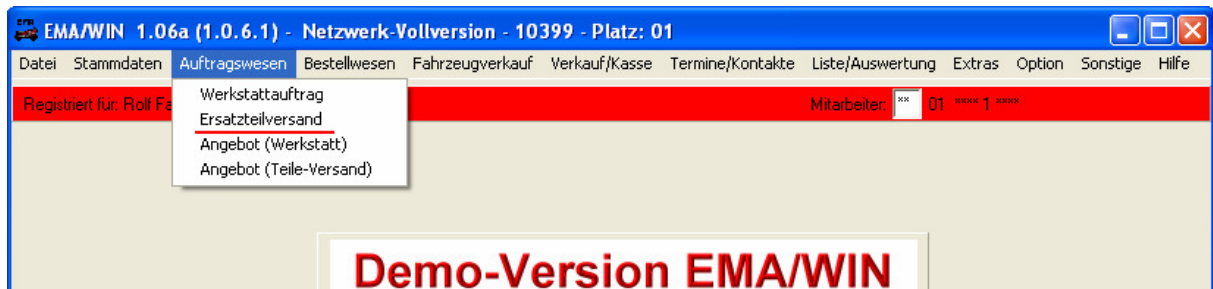 EMA/WIN 1.06a (1.0.6.1) - Netzwerk-Vollversion - 10399 - Platz: 01
Datei Stammdaten Auftragswesen Bestellwesen Fahrzeugverkauf Verkauf/Kasse Termine/Kontakte Liste/Auswertung Extras Option Sonstige Hilfe
Registriert für: Rolf Mitarbeiter: ** 01 **** 1 ****
Werkstattauftrag
Ersatzteilversand
Angebot (Werkstatt)
Angebot (Teile-Versand)
Demo-Version EMA/WIN